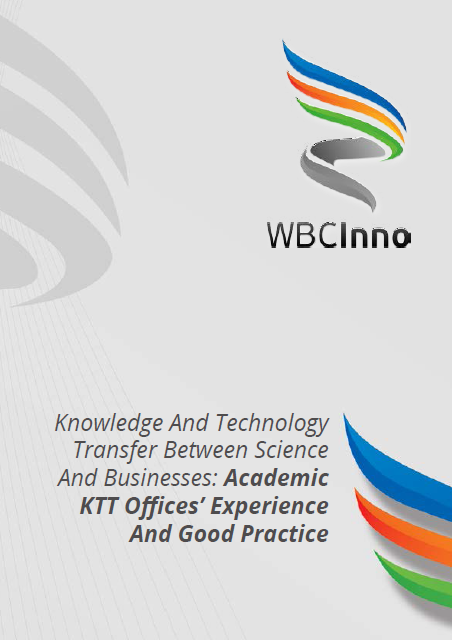 WBCInno
Knowledge And Technology
Transfer Between Science
And Businesses: Academic
KTT Offices’ Experience
And Good Practice